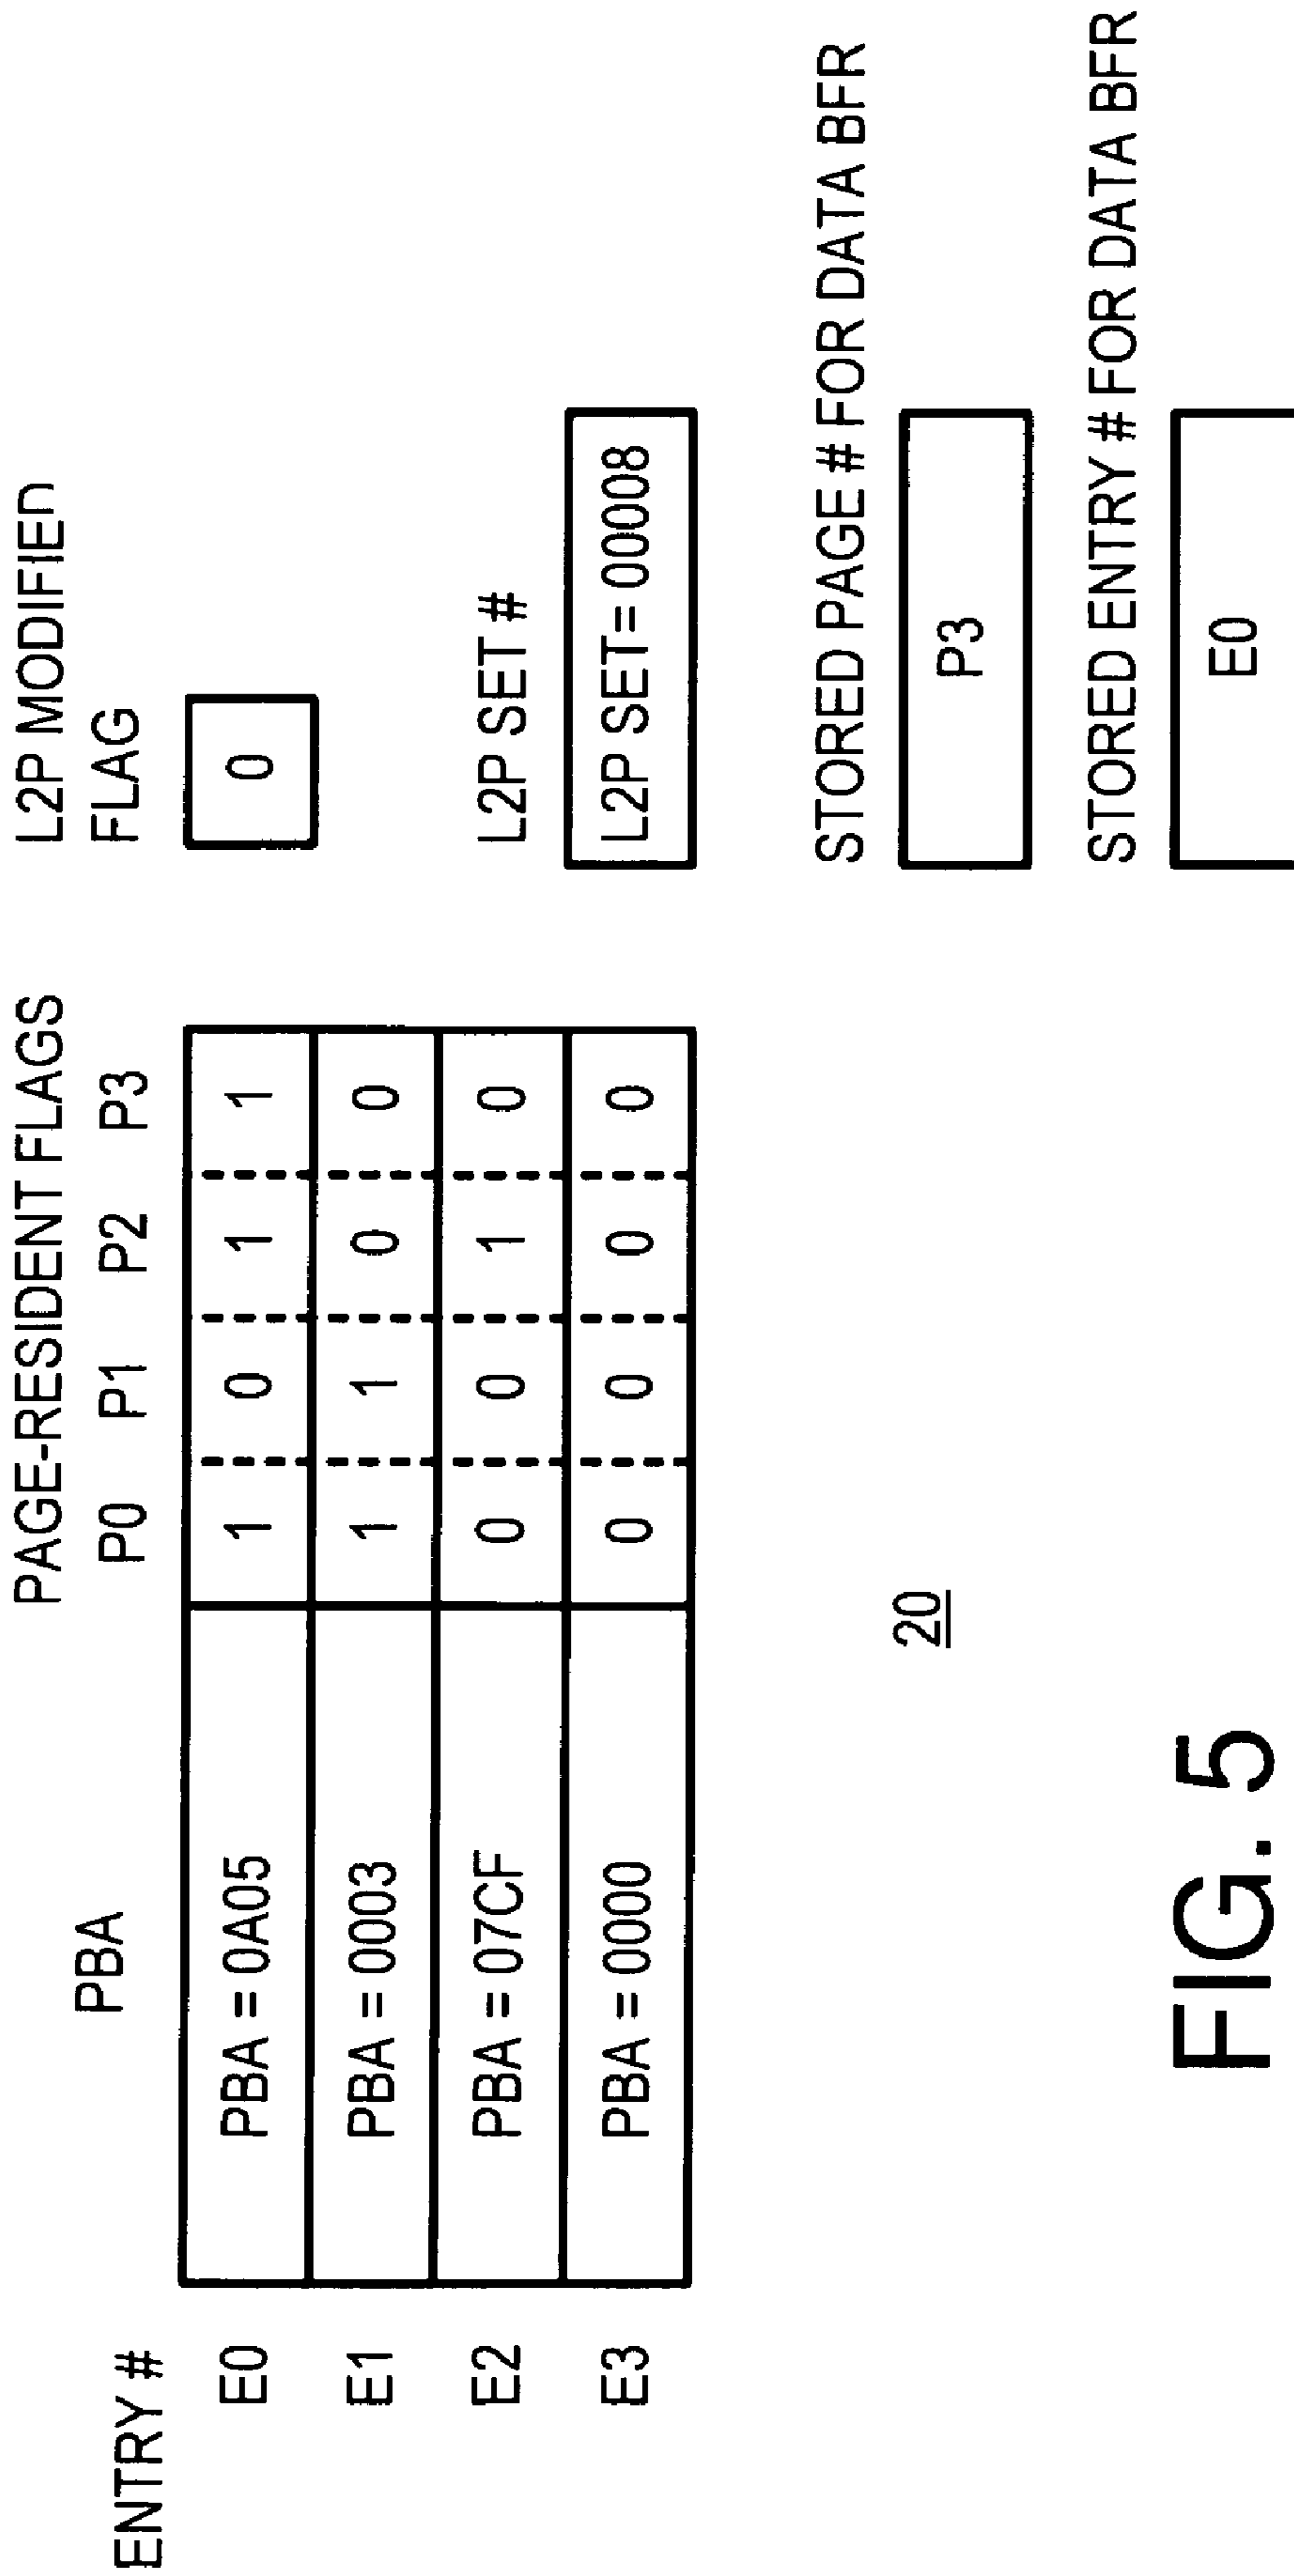 PAGE-RESIDENT FLAGS
ENTRY # PBA P0 P1 P2 P3
E0 PBA = 0A05 1 0 1 1
E1 PBA = 0003 1 1 0 0
E2 PBA = 07CF 0 0 1 0
E3 PBA = 0000 0 0 0 0
L2P MODIFIED
FLAG
0
L2P SET #
L2P SET= 00008
STORED PAGE # FOR DATA BFR
P3
STORED ENTRY # FOR DATA BFR
E0
20
FIG. 5